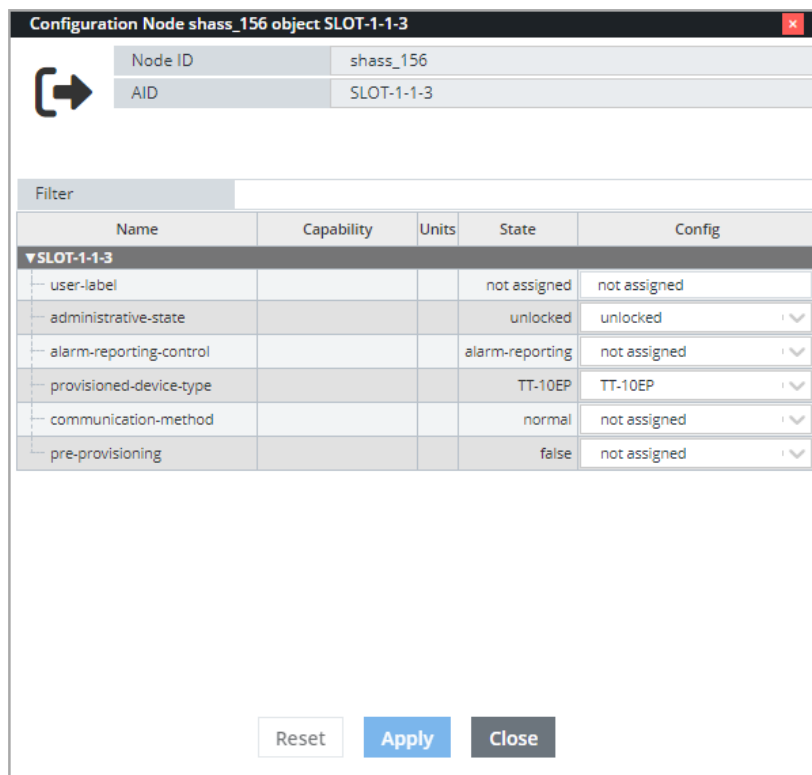 Configuration Node shass_156 object SLOT-1-1-3
Node ID shass_156
AID SLOT-1-1-3
Filter
Name Capability Units State Config
▼SLOT-1-1-3
user-label not assigned not assigned
administrative-state unlocked unlocked
alarm-reporting-control alarm-reporting not assigned
provisioned-device-type TT-10EP TT-10EP
communication-method normal not assigned
pre-provisioning false not assigned
Reset Apply Close